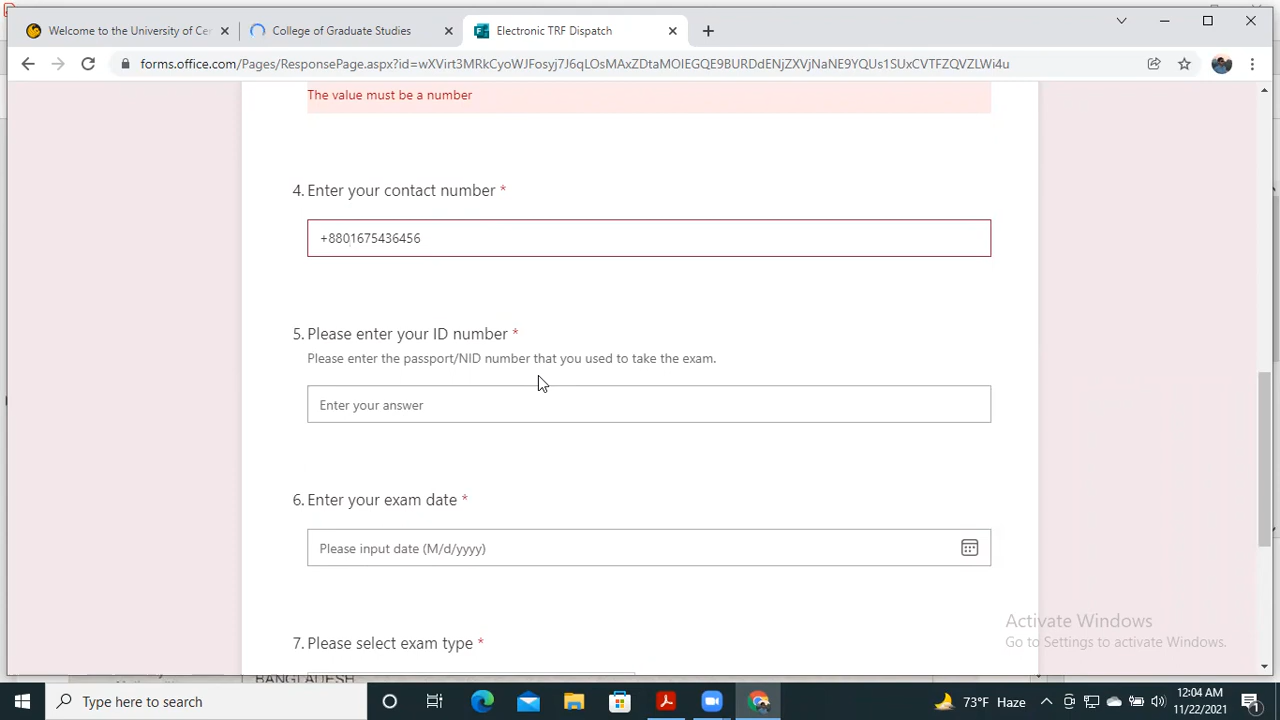 Welcome to the University of Ce
College of Graduate Studies
Electronic TRF Dispatch
forms.office.com/Pages/ResponsePage.aspx?id=wXVirt3MRkCyoWJFosyj7J6qLOsMAxZDtaMOIEGQE9BURDdENjZXVjNaNE9YQUs1SUxCVTFZQVZLWi4u
The value must be a number
4. Enter your contact number *
+8801675436456
5. Please enter your ID number *
Please enter the passport/NID number that you used to take the exam.
Enter your answer
6. Enter your exam date *
Please input date (M/d/yyyy)
7. Please select exam type *
Activate Windows
Go to Settings to activate Windows.
BANGLADESH
Type here to search
73°F Haze
12:04 AM
11/22/2021
1